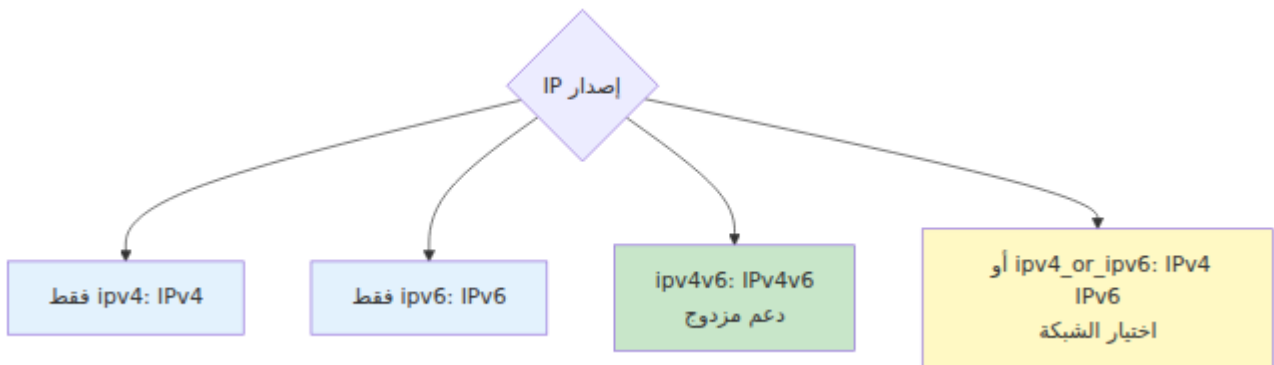 إصدار IP
ipv4: IPv4 فقط
ipv6: IPv6 فقط
ipv4v6: IPv4v6
دعم مزدوج
ipv4_or_ipv6: IPv4 أو
IPv6
اختيار الشبكة